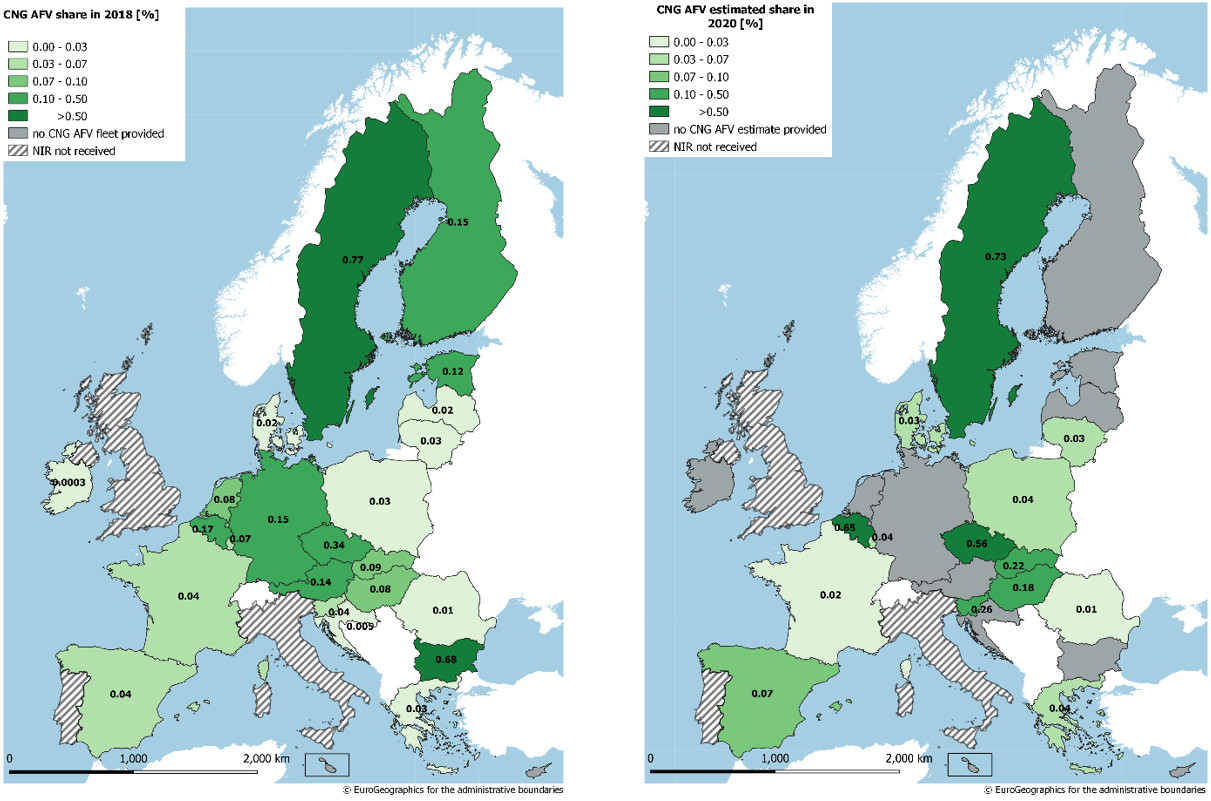 CNG AFV share in 2018 [%]
0.00 - 0.03
0.03 - 0.07
0.07 - 0.10
0.10 - 0.50
>0.50
no CNG AFV fleet provided
NIR not received
0.15
0.77
0.12
0.02
0.02
0.03
0.0003
0.08
0.03
0.15
0.17
0.07
0.34
0.09
0.14
0.08
0.04
0.04
0.01
0.005
0.68
0.04
0.03
0
1,000
2,000 km
© EuroGeographics for the administrative boundaries
CNG AFV estimated share in
2020 [%]
0.00 - 0.03
0.03 - 0.07
0.07 - 0.10
0.10 - 0.50
>0.50
no CNG AFV estimate provided
NIR not received
0.73
0.03
0.03
0.04
0.65
0.04
0.56
0.22
0.18
0.02
0.26
0.01
0.07
0.04
0
1,000
2,000 km
© EuroGeographics for the administrative boundaries